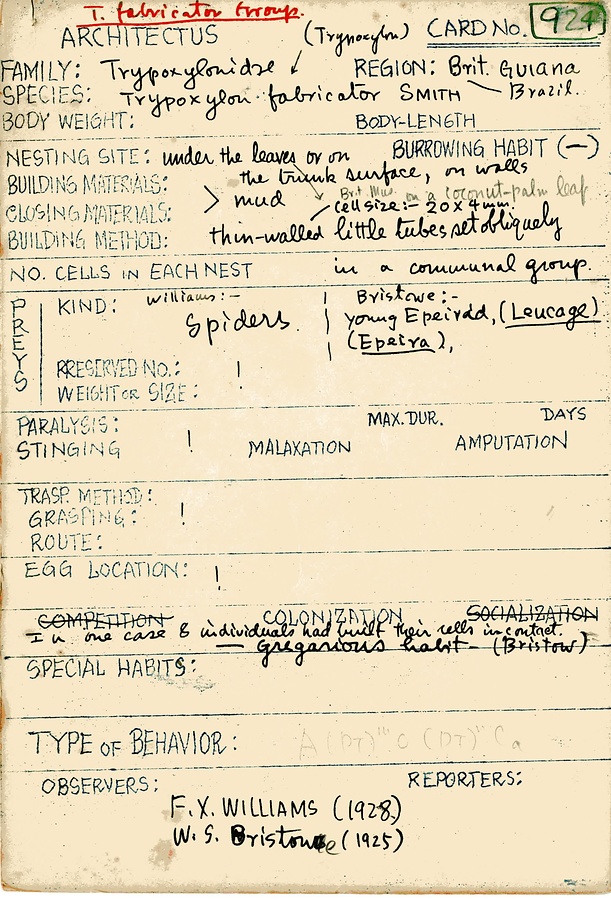 T. fabricator Group.
ARCHITECTUS (Trypoxylon) CARD No. 924
FAMILY: Trypoxylonidae REGION: Brit. Guiana
SPECIES: Trypoxylon fabricator SMITH Brazil.
BODY WEIGHT: BODY-LENGTH
NESTING SITE: under the leaves or on BURROWING HABIT (—)
the trunk surface, on walls
BUILDING MATERIALS: > mud Brit. Mus. on a coconut-palm leaf
CLOSING MATERIALS: cell size:- 20 x 4 mm.
BUILDING METHOD: thin-walled little tubes set obliquely
NO. CELLS IN EACH NEST in a communal group.
PREYS
KIND: Williams:- Bristowe:-
Spiders. young Epeirdd, (Leucage)
(Epeira),
PRESERVED NO.: !
WEIGHT OR SIZE:
PARALYSIS: MAX. DUR. DAYS
STINGING ! MALAXATION AMPUTATION
TRASP. METHOD:
GRASPING: !
ROUTE:
EGG LOCATION: !
COMPETITION COLONIZATION SOCIALIZATION
In one case 8 individuals had built their cells in contact.
— Gregarious habit — (Bristow)
SPECIAL HABITS:
TYPE OF BEHAVIOR:
OBSERVERS: REPORTERS:
F. X. WILLIAMS (1928)
W. S. Bristowe (1925)